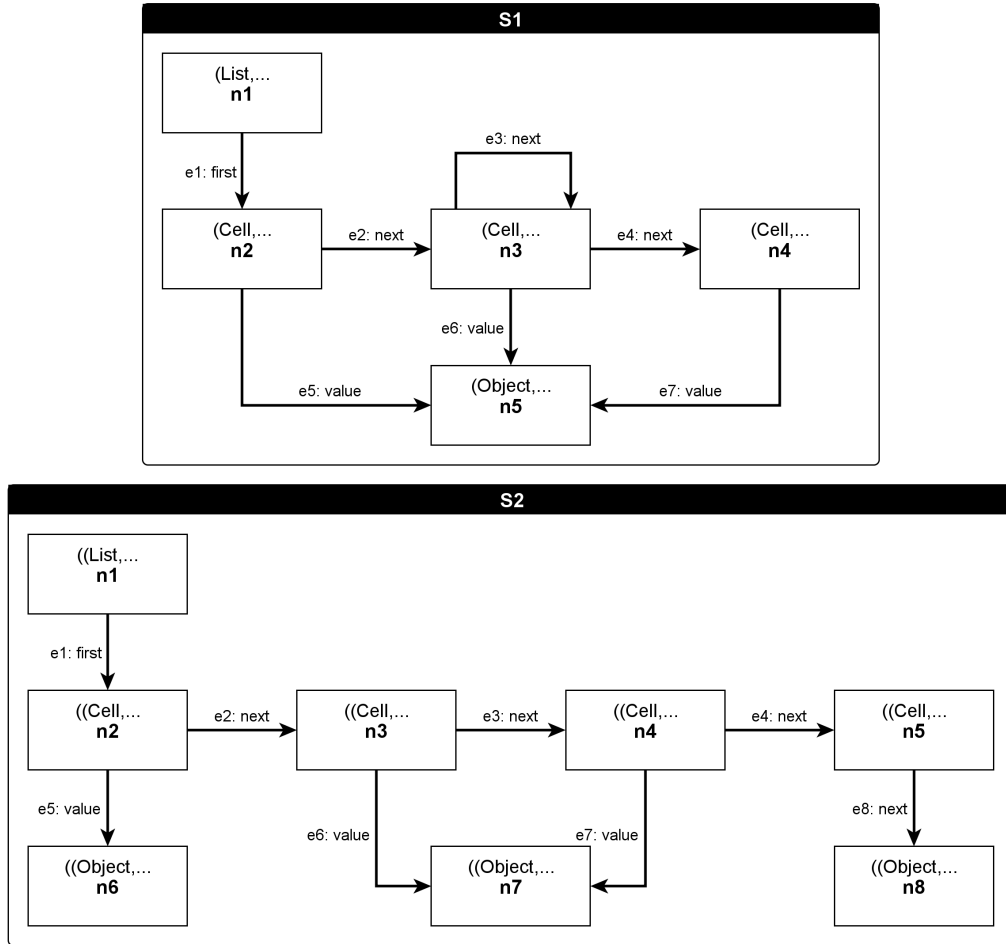 S1
(List,...
n1
e1: first
e3: next
(Cell,...
n2
e2: next
(Cell,...
n3
e4: next
(Cell,...
n4
e6: value
e5: value
(Object,...
n5
e7: value
S2
((List,...
n1
e1: first
((Cell,...
n2
e2: next
((Cell,...
n3
e3: next
((Cell,...
n4
e4: next
((Cell,...
n5
e5: value
e6: value
e7: value
e8: next
((Object,...
n6
((Object,...
n7
((Object,...
n8